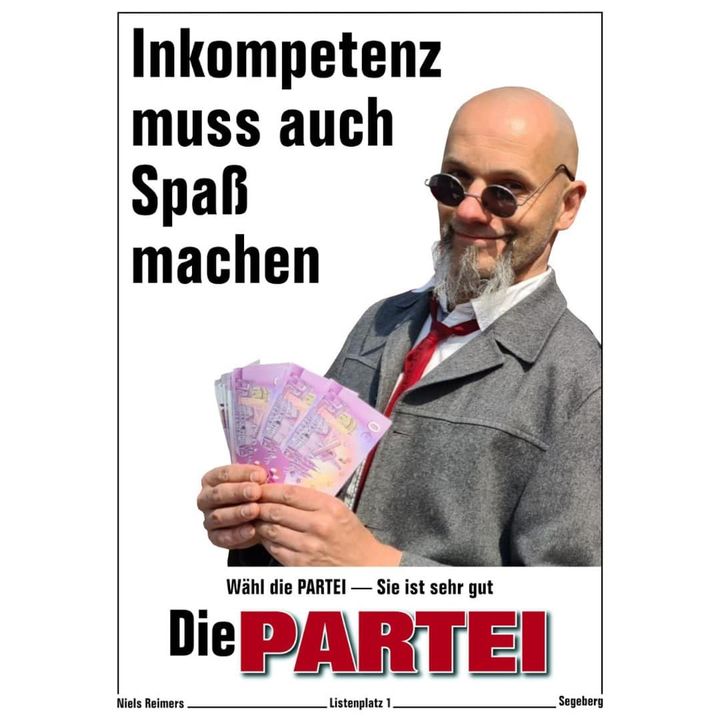 Inkompetenz
muss auch
Spaß
machen
Wähl die PARTEI — Sie ist sehr gut
Die PARTEI
Niels Reimers Listenplatz 1 Segeberg